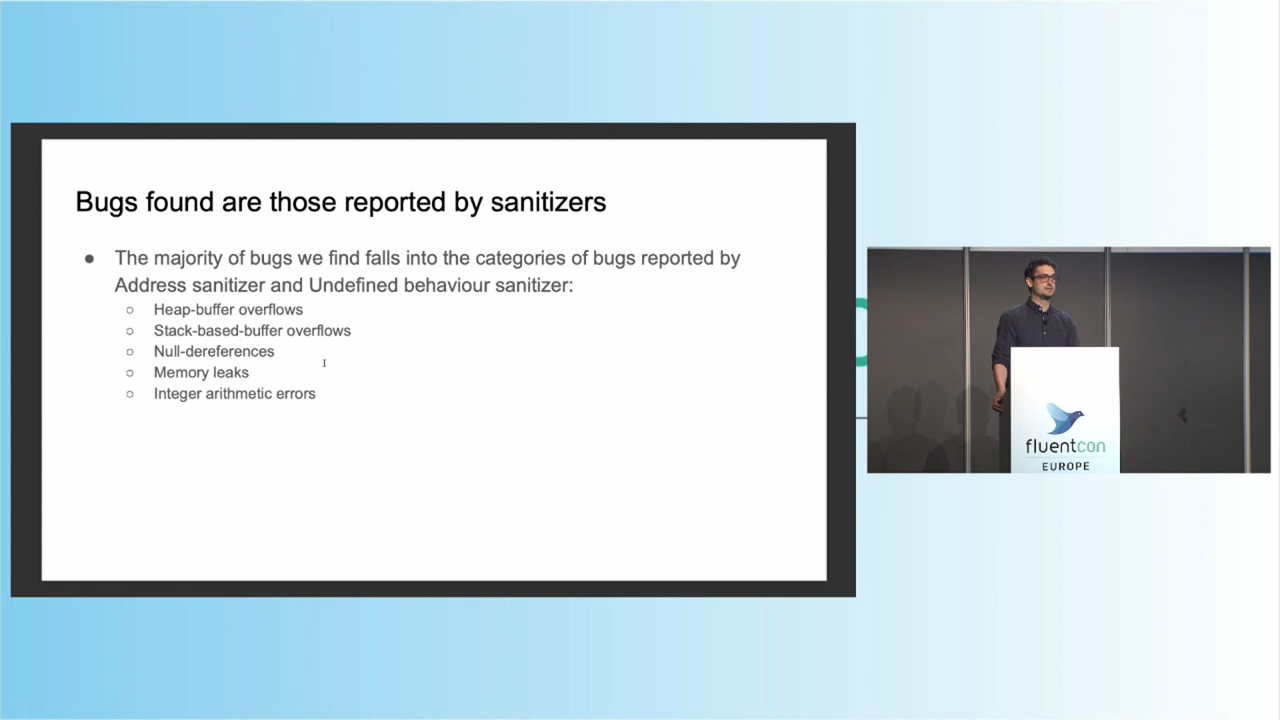 Bugs found are those reported by sanitizers
● The majority of bugs we find falls into the categories of bugs reported by
Address sanitizer and Undefined behaviour sanitizer:
○ Heap-buffer overflows
○ Stack-based-buffer overflows
○ Null-dereferences
○ Memory leaks
○ Integer arithmetic errors
fluentcon
EUROPE